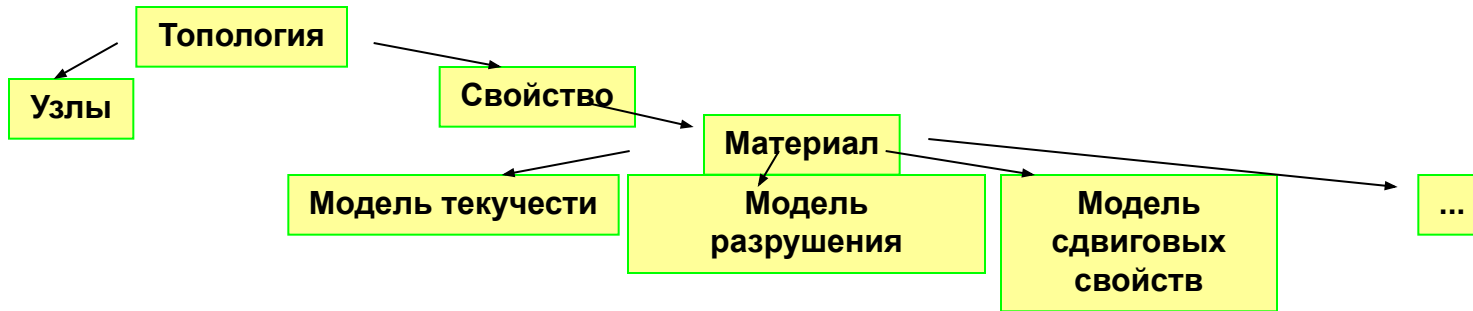 Топология
Узлы
Свойство
Материал
Модель текучести
Модель
разрушения
Модель
сдвиговых
свойств
...